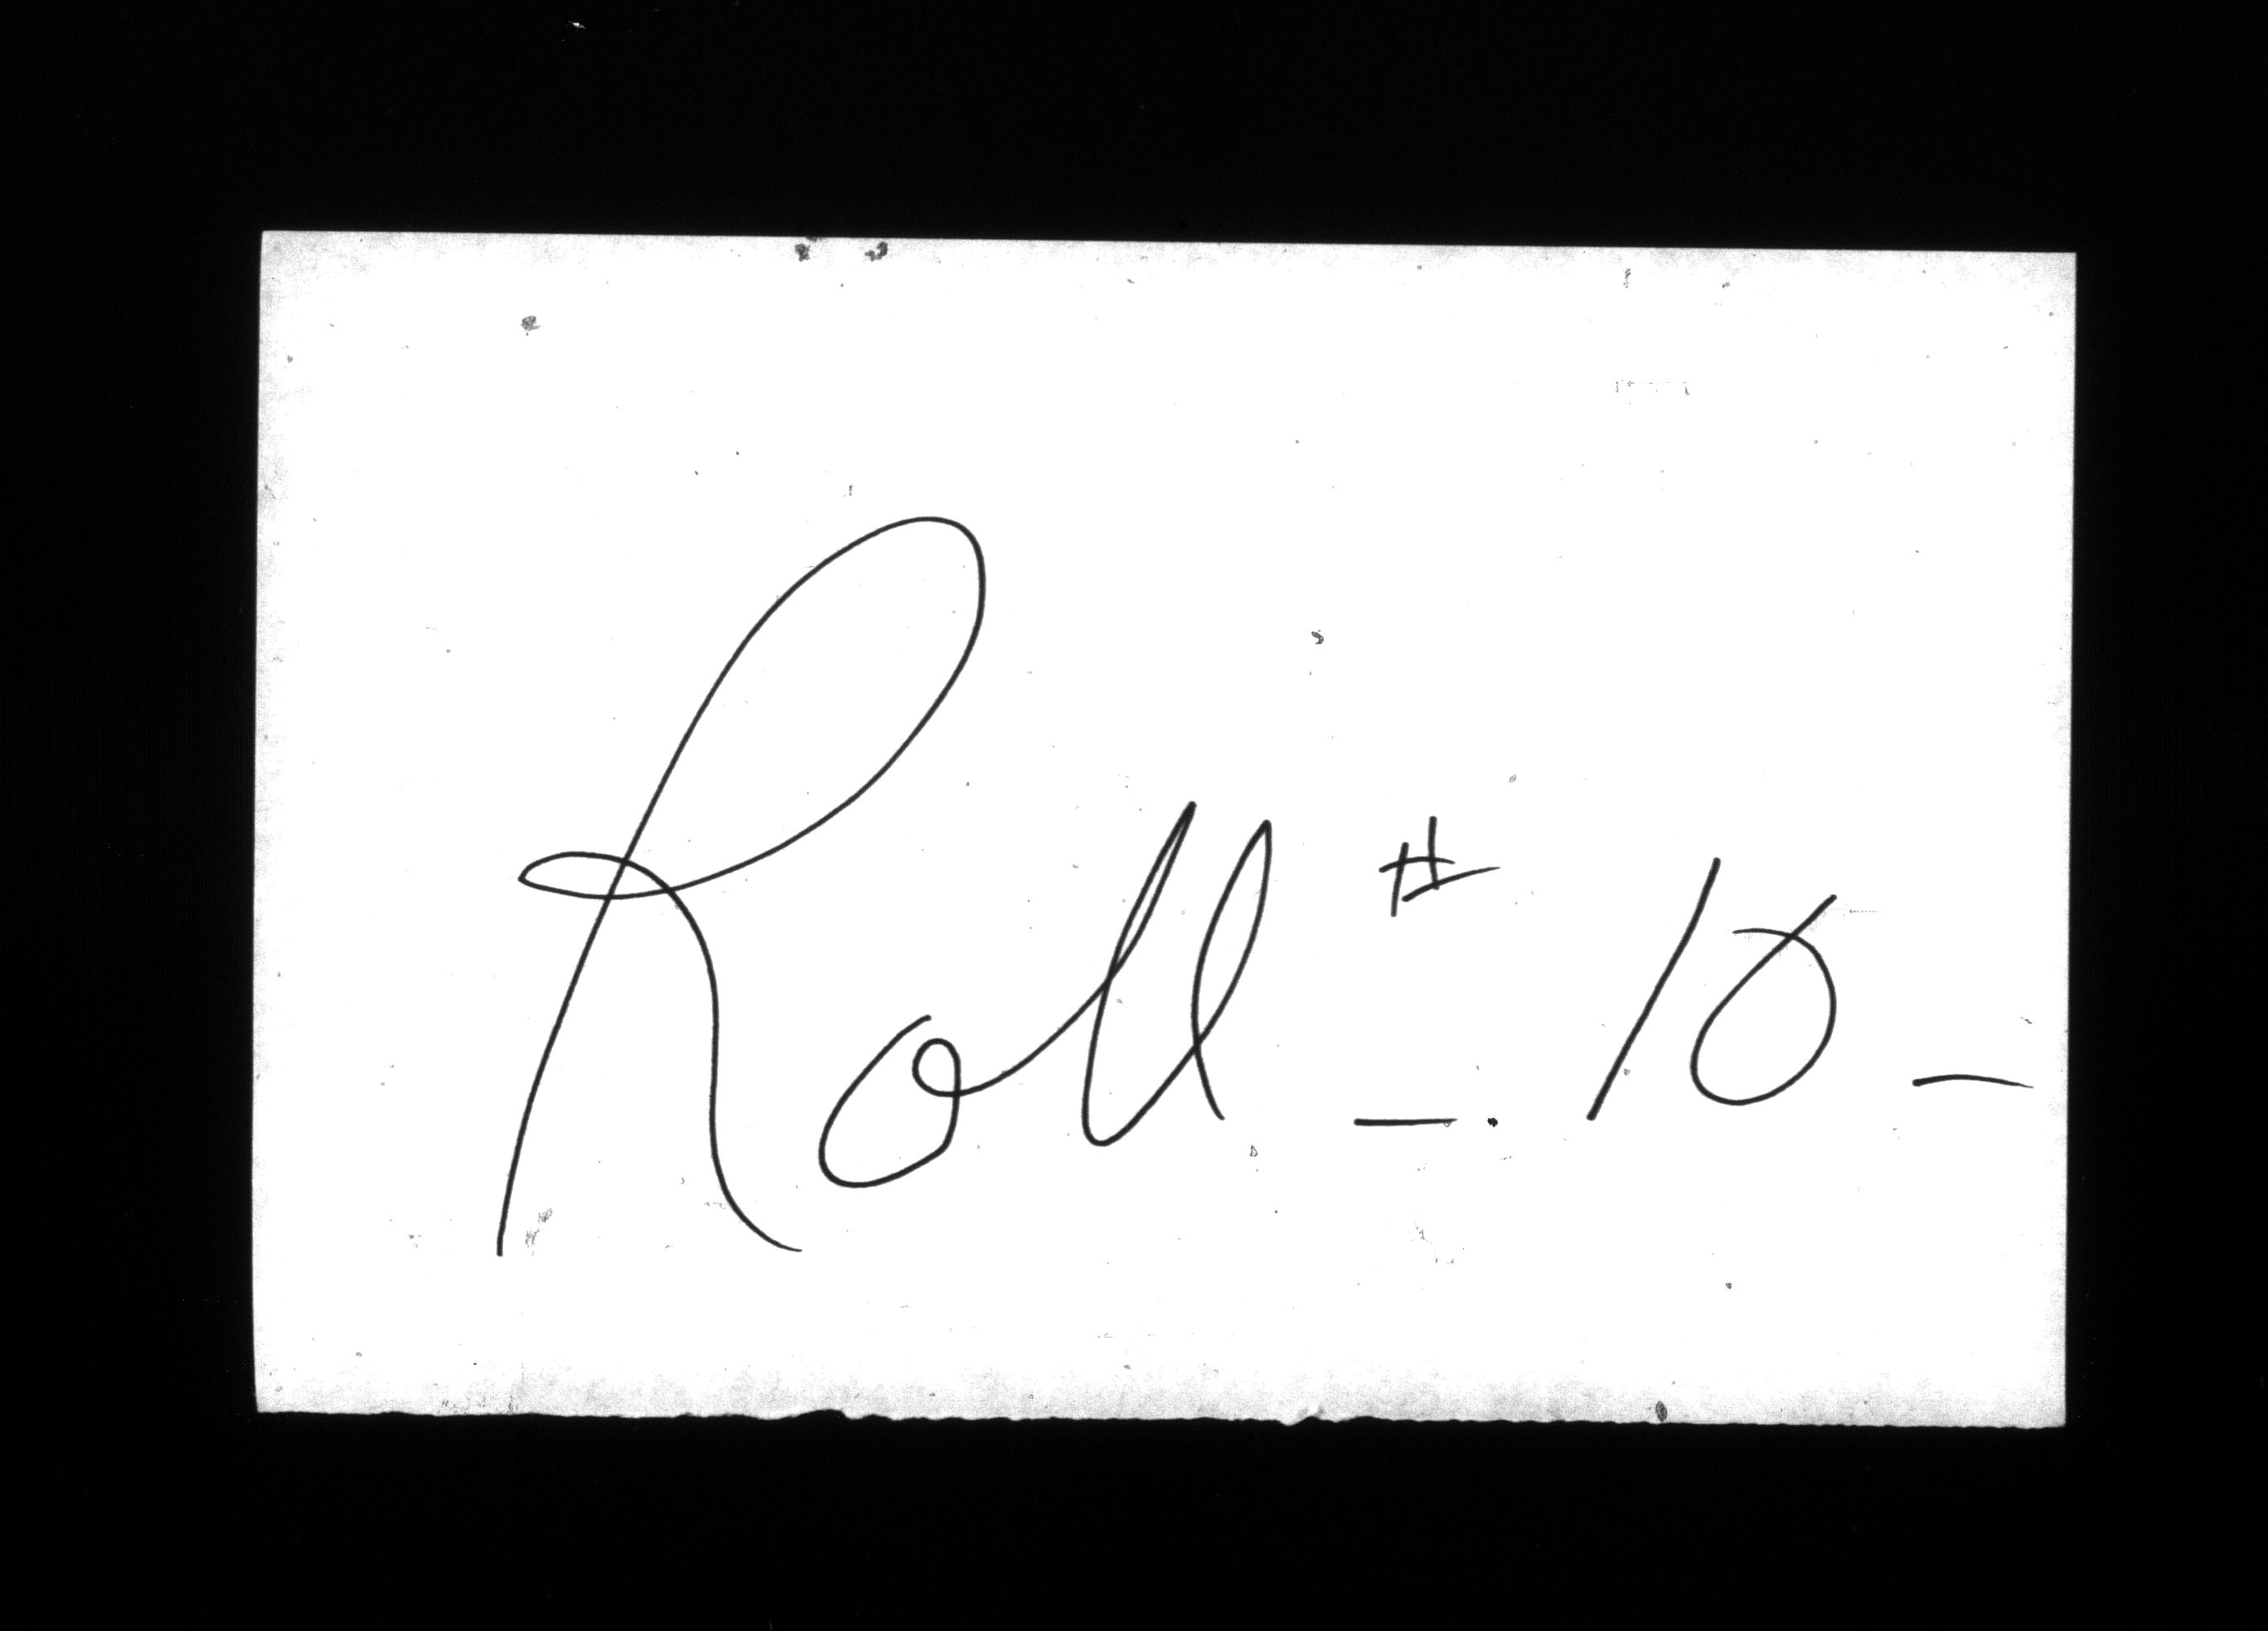 Roll # _. 10 _